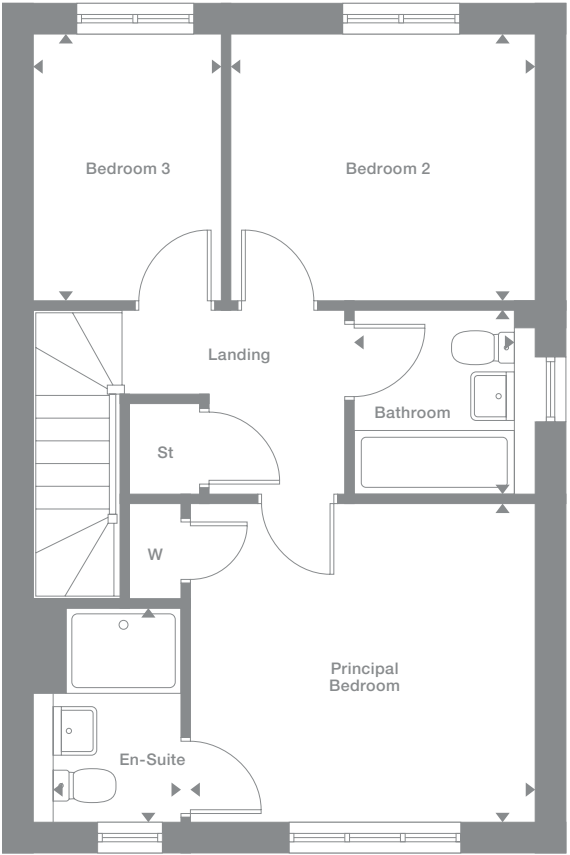 Bedroom 3
Bedroom 2
Landing
Bathroom
St
W
Principal
Bedroom
En-Suite